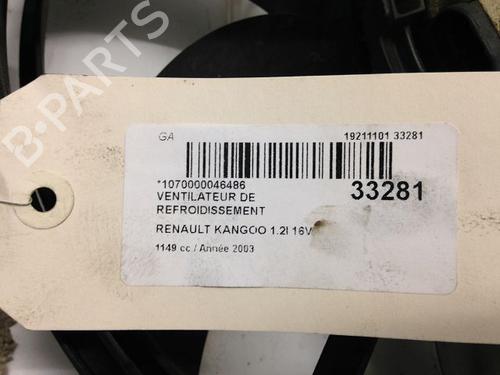 B-PARTS
GA
19211101 33281
*1070000046486
33281
VENTILATEUR DE
REFROIDISSEMENT
RENAULT KANGOO 1.2I 16V
1149 cc / Année 2003